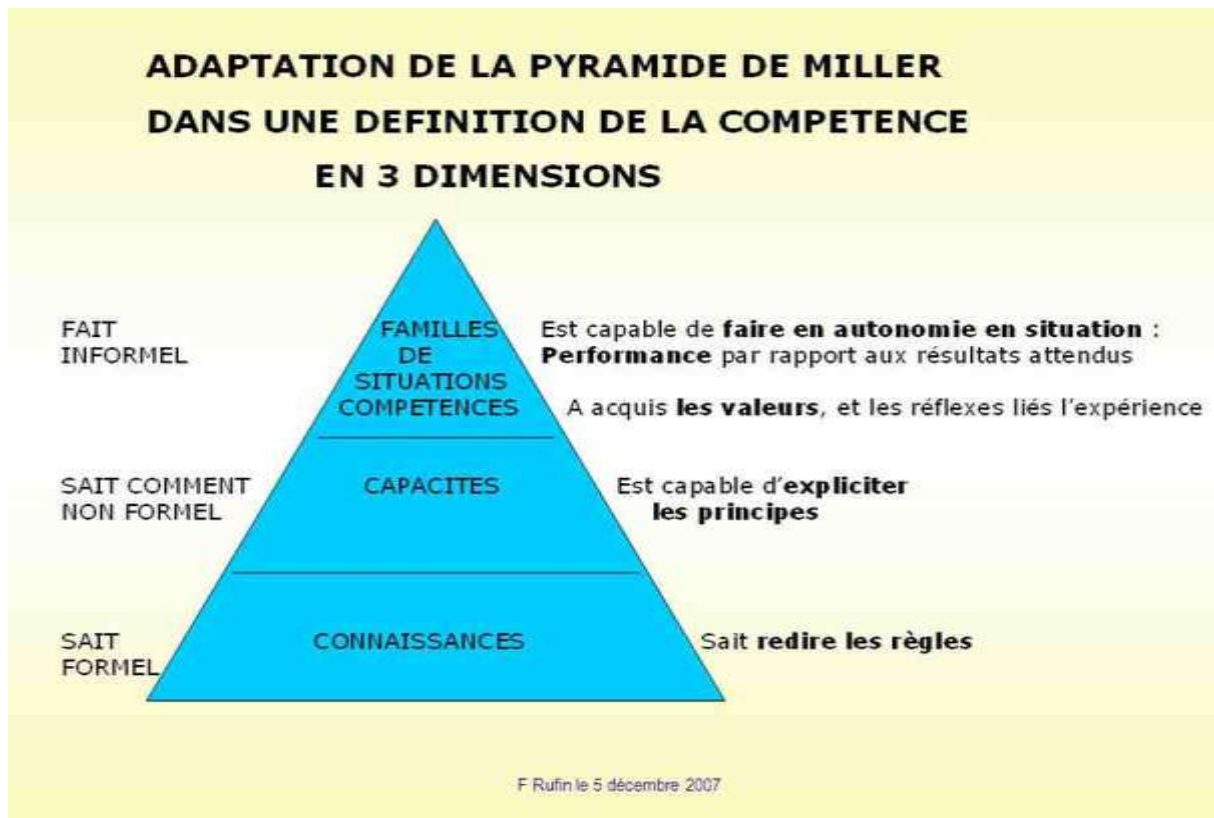 ADAPTATION DE LA PYRAMIDE DE MILLER
DANS UNE DEFINITION DE LA COMPETENCE
EN 3 DIMENSIONS
FAIT
INFORMEL
FAMILLES
DE
SITUATIONS
COMPETENCES
Est capable de faire en autonomie en situation :
Performance par rapport aux résultats attendus
A acquis les valeurs, et les réflexes liés l'expérience
SAIT COMMENT
NON FORMEL
CAPACITES
Est capable d'expliciter
les principes
SAIT
FORMEL
CONNAISSANCES
Sait redire les règles
F Rufin le 5 décembre 2007